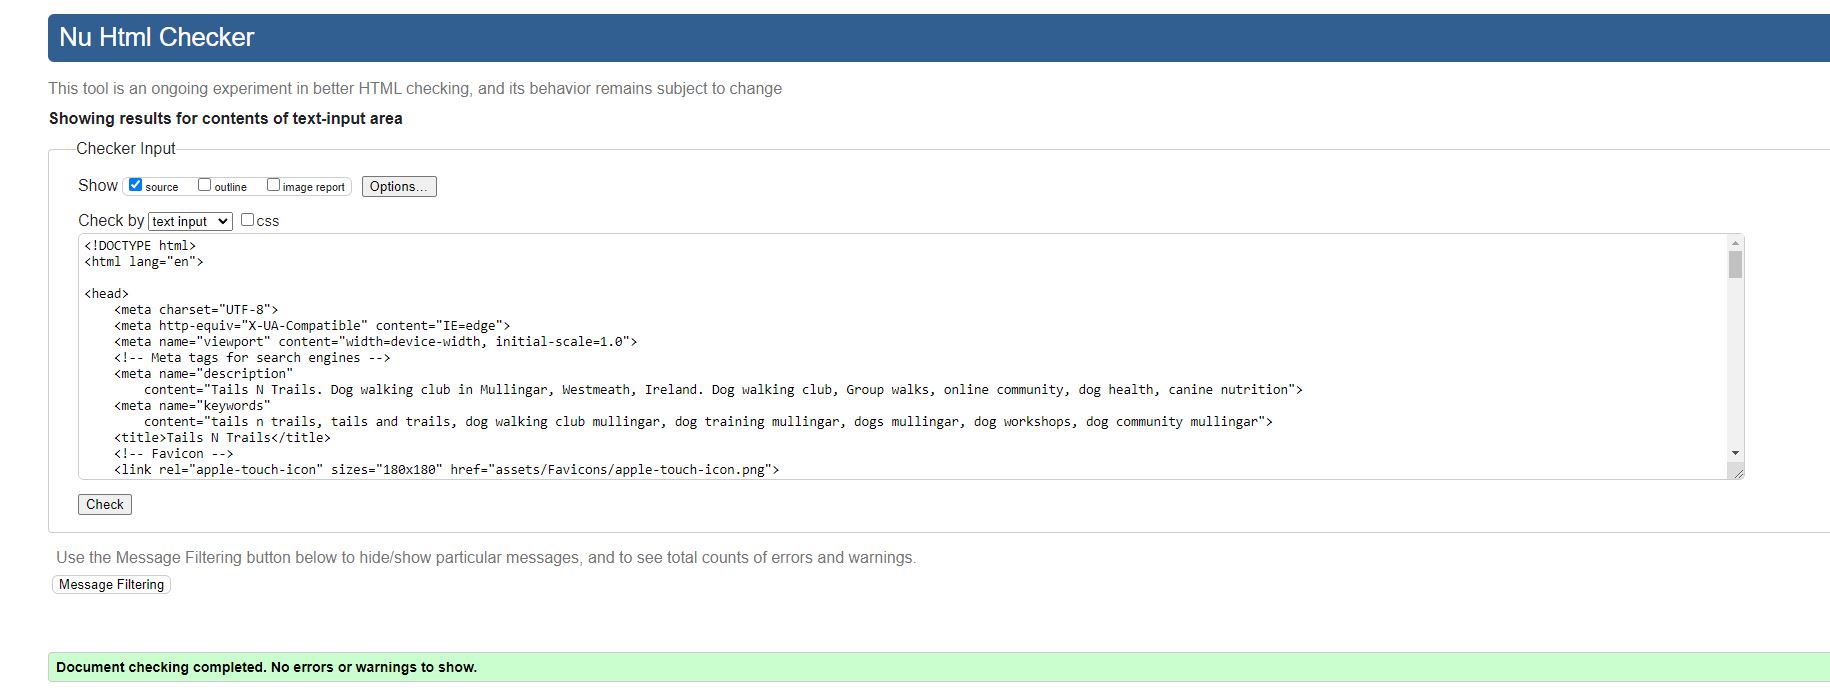 Nu Html Checker
This tool is an ongoing experiment in better HTML checking, and its behavior remains subject to change
Showing results for contents of text-input area
Checker Input
Show source outline image report Options...
Check by text input css
<!DOCTYPE html>
<html lang="en">
<head>
<meta charset="UTF-8">
<meta http-equiv="X-UA-Compatible" content="IE=edge">
<meta name="viewport" content="width=device-width, initial-scale=1.0">
<!-- Meta tags for search engines -->
<meta name="description"
content="Tails N Trails. Dog walking club in Mullingar, Westmeath, Ireland. Dog walking club, Group walks, online community, dog health, canine nutrition">
<meta name="keywords"
content="tails n trails, tails and trails, dog walking club mullingar, dog training mullingar, dogs mullingar, dog workshops, dog community mullingar">
<title>Tails N Trails</title>
<!-- Favicon -->
<link rel="apple-touch-icon" sizes="180x180" href="assets/Favicons/apple-touch-icon.png">
Check
Use the Message Filtering button below to hide/show particular messages, and to see total counts of errors and warnings.
Message Filtering
Document checking completed. No errors or warnings to show.